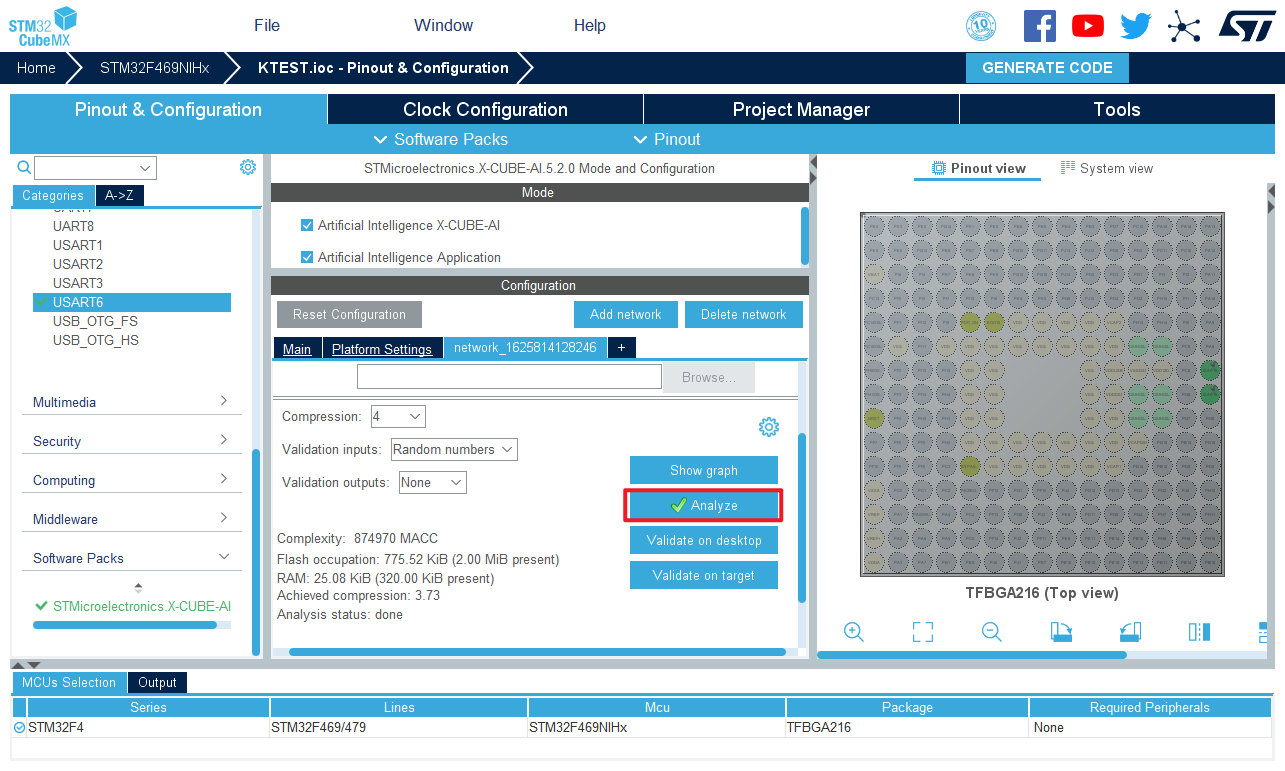 STM32
CubeMX
File
Window
Help
10
Home
STM32F469NIHx
KTEST.ioc - Pinout & Configuration
GENERATE CODE
Pinout & Configuration
Clock Configuration
Project Manager
Tools
Software Packs
Pinout
STMicroelectronics.X-CUBE-AI.5.2.0 Mode and Configuration
Pinout view
System view
Categories
A->Z
Mode
Artificial Intelligence X-CUBE-AI
Artificial Intelligence Application
UART8
USART1
USART2
USART3
USART6
USB_OTG_FS
USB_OTG_HS
Multimedia
Security
Computing
Middleware
Software Packs
STMicroelectronics.X-CUBE-AI
Configuration
Reset Configuration
Add network
Delete network
Main
Platform Settings
network_1625814128246
+
Browse...
Compression: 4
Validation inputs: Random numbers
Validation outputs: None
Show graph
Analyze
Validate on desktop
Validate on target
Complexity: 874970 MACC
Flash occupation: 775.52 KiB (2.00 MiB present)
RAM: 25.08 KiB (320.00 KiB present)
Achieved compression: 3.73
Analysis status: done
TFBGA216 (Top view)
MCUs Selection
Output
Series
Lines
Mcu
Package
Required Peripherals
STM32F4
STM32F469/479
STM32F469NIHx
TFBGA216
None